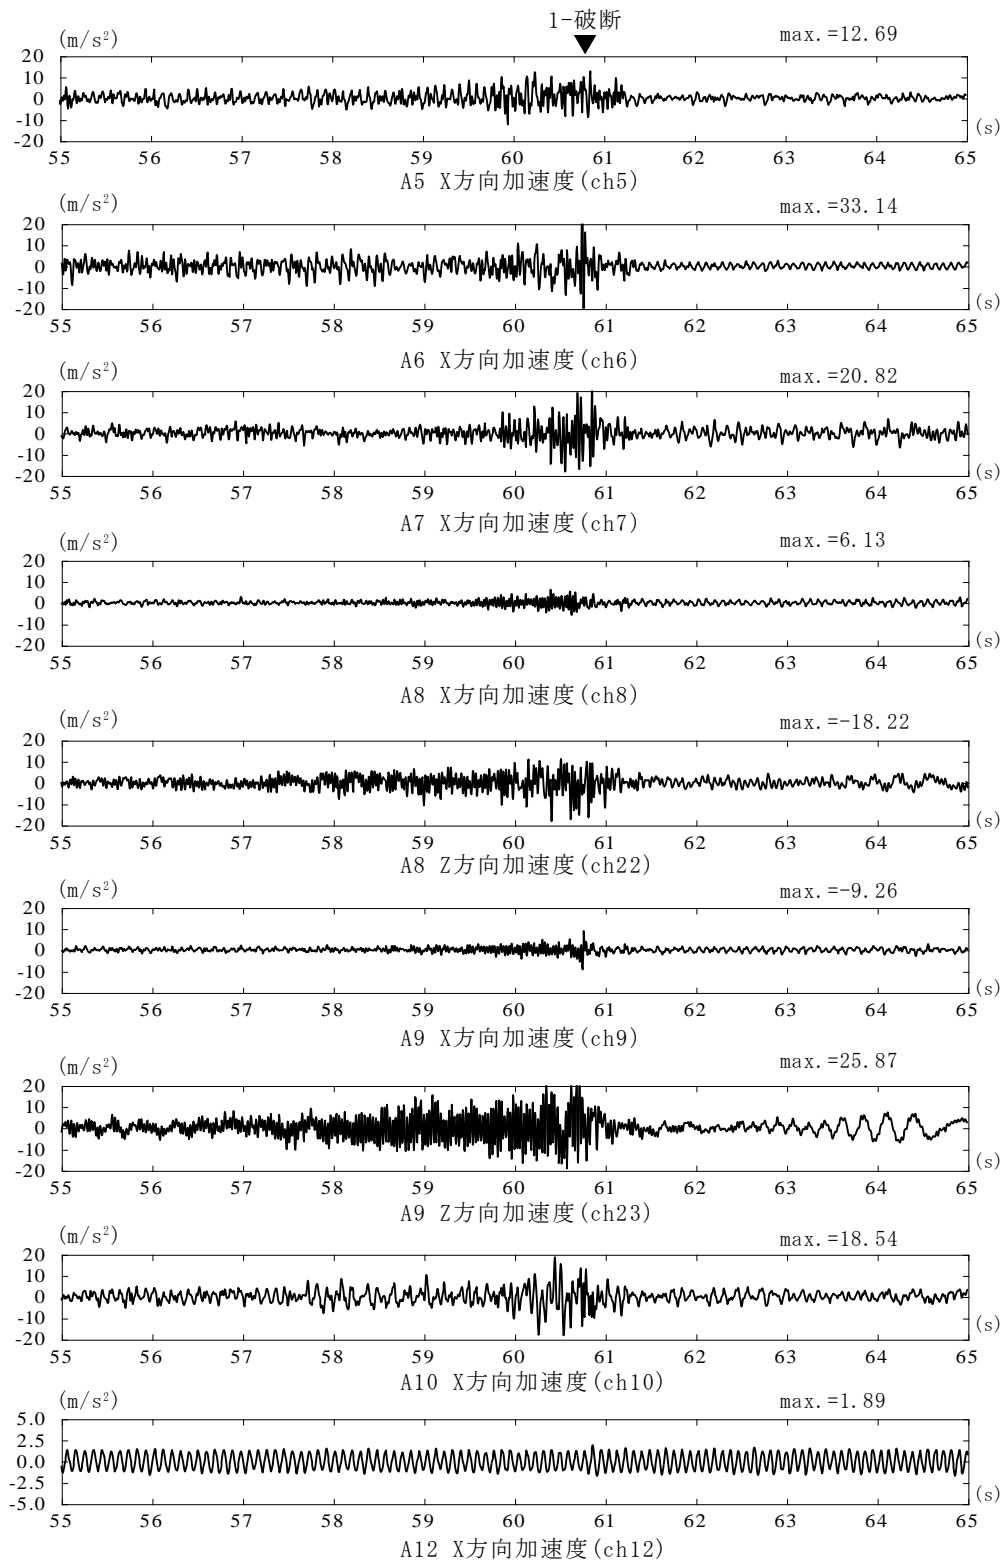 1-破断
(m/s²) max.=12.69
20
10
0
-10
-20
(s)
55 56 57 58 59 60 61 62 63 64 65
A5 X方向加速度(ch5)
(m/s²) max.=33.14
20
10
0
-10
-20
(s)
55 56 57 58 59 60 61 62 63 64 65
A6 X方向加速度(ch6)
(m/s²) max.=20.82
20
10
0
-10
-20
(s)
55 56 57 58 59 60 61 62 63 64 65
A7 X方向加速度(ch7)
(m/s²) max.=6.13
20
10
0
-10
-20
(s)
55 56 57 58 59 60 61 62 63 64 65
A8 X方向加速度(ch8)
(m/s²) max.=-18.22
20
10
0
-10
-20
(s)
55 56 57 58 59 60 61 62 63 64 65
A8 Z方向加速度(ch22)
(m/s²) max.=-9.26
20
10
0
-10
-20
(s)
55 56 57 58 59 60 61 62 63 64 65
A9 X方向加速度(ch9)
(m/s²) max.=25.87
20
10
0
-10
-20
(s)
55 56 57 58 59 60 61 62 63 64 65
A9 Z方向加速度(ch23)
(m/s²) max.=18.54
20
10
0
-10
-20
(s)
55 56 57 58 59 60 61 62 63 64 65
A10 X方向加速度(ch10)
(m/s²) max.=1.89
5.0
2.5
0.0
-2.5
-5.0
(s)
55 56 57 58 59 60 61 62 63 64 65
A12 X方向加速度(ch12)